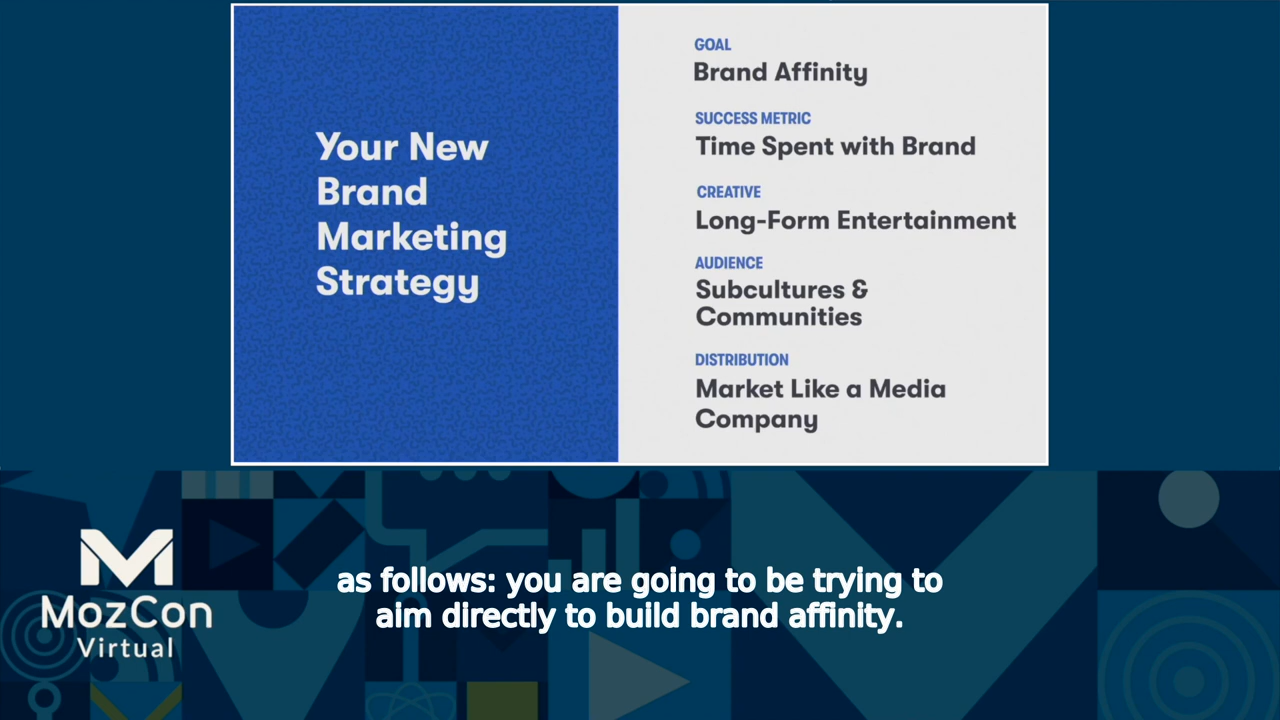 Your New
Brand
Marketing
Strategy
GOAL
Brand Affinity
SUCCESS METRIC
Time Spent with Brand
CREATIVE
Long-Form Entertainment
AUDIENCE
Subcultures &
Communities
DISTRIBUTION
Market Like a Media
Company
MozCon
Virtual
as follows: you are going to be trying to
aim directly to build brand affinity.